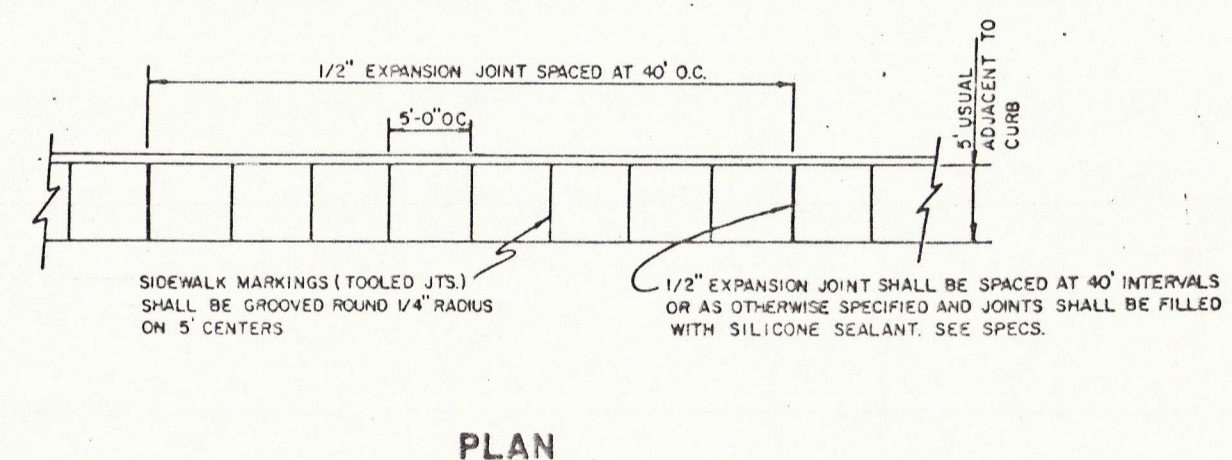 1/2" EXPANSION JOINT SPACED AT 40' O.C.
5'-0" O.C.
5' USUAL
ADJACENT TO
CURB
SIDEWALK MARKINGS (TOOLED JTS.)
SHALL BE GROOVED ROUND 1/4" RADIUS
ON 5' CENTERS
1/2" EXPANSION JOINT SHALL BE SPACED AT 40' INTERVALS
OR AS OTHERWISE SPECIFIED AND JOINTS SHALL BE FILLED
WITH SILICONE SEALANT. SEE SPECS.
PLAN